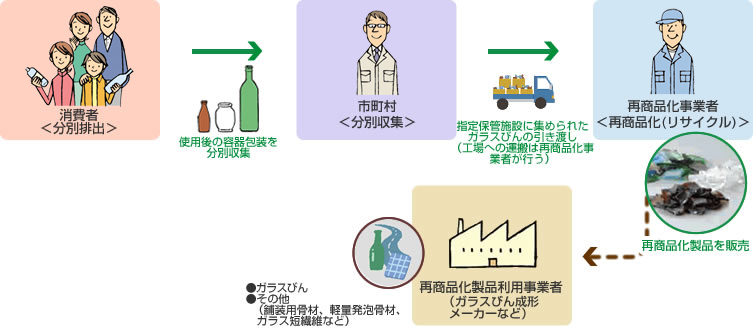 消費者
＜分別排出＞
使用後の容器包装を
分別収集
市町村
＜分別収集＞
指定保管施設に集められた
ガラスびんの引き渡し
（工場への運搬は再商品化事
業者が行う）
再商品化事業者
＜再商品化(リサイクル)＞
再商品化製品を販売
再商品化製品利用事業者
（ガラスびん成形
メーカーなど）
●ガラスびん
●その他
（舗装用骨材、軽量発泡骨材、
ガラス短繊維など）